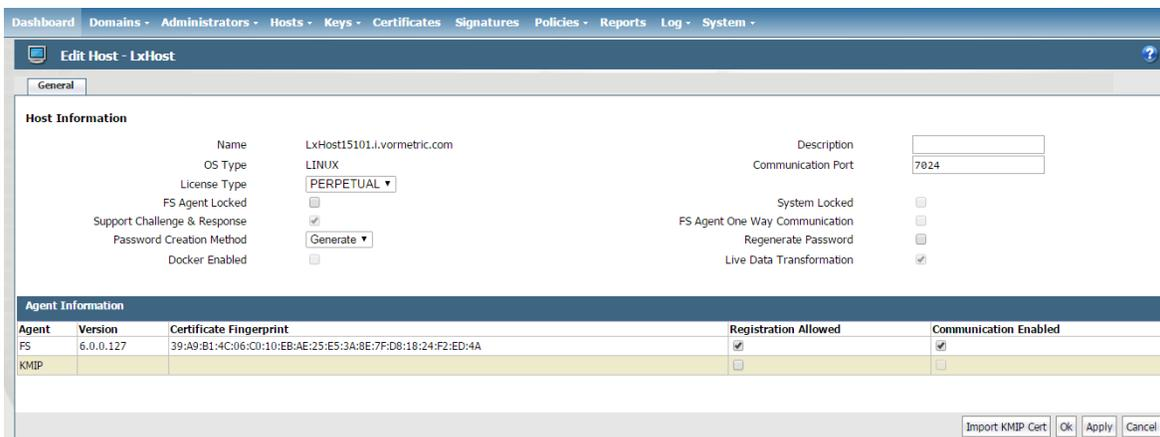 Dashboard Domains Administrators Hosts Keys Certificates Signatures Policies Reports Log System
Edit Host - LxHost ?
General
Host Information
Name LxHost15101.i.vormetric.com Description
OS Type LINUX Communication Port 7024
License Type PERPETUAL
FS Agent Locked System Locked
Support Challenge & Response FS Agent One Way Communication
Password Creation Method Generate Regenerate Password
Docker Enabled Live Data Transformation
Agent Information
Agent Version Certificate Fingerprint Registration Allowed Communication Enabled
FS 6.0.0.127 39:A9:B1:4C:06:C0:10:EB:AE:25:E5:3A:8E:7F:D8:18:24:F2:ED:4A
KMIP
Import KMIP Cert Ok Apply Cancel